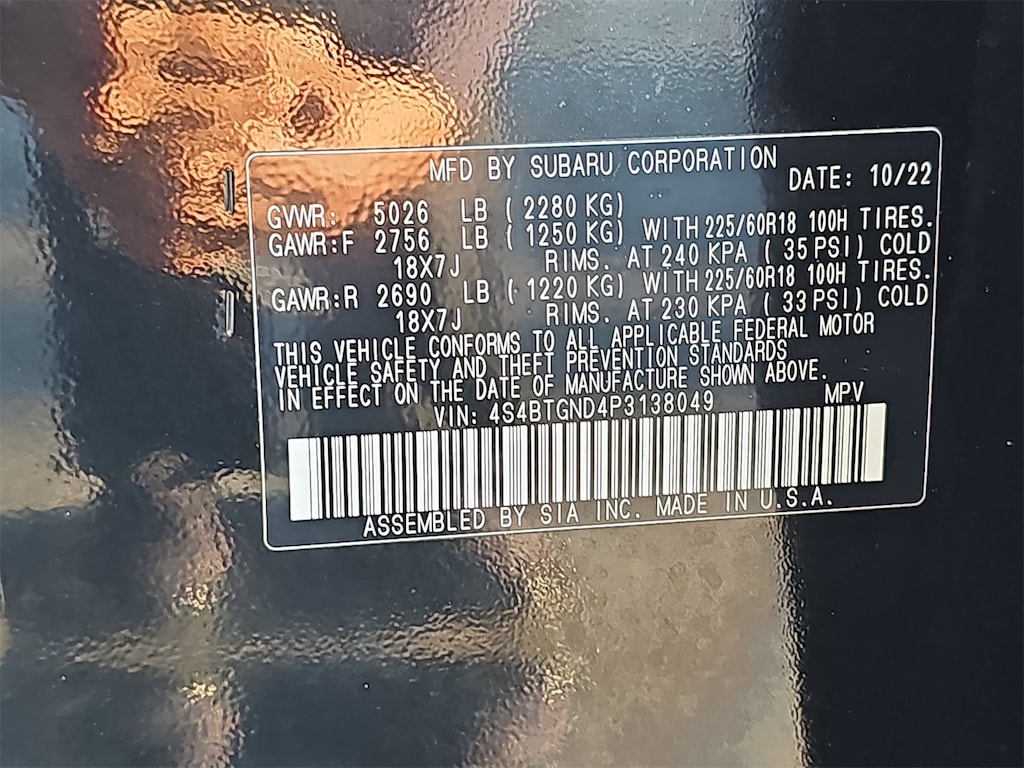 MFD BY SUBARU CORPORATION
DATE: 10/22
GVWR: 5026 LB ( 2280 KG)
GAWR:F 2756 LB ( 1250 KG) WITH 225/60R18 100H TIRES.
18X7J RIMS. AT 240 KPA ( 35 PSI) COLD
GAWR:R 2690 LB ( 1220 KG) WITH 225/60R18 100H TIRES.
18X7J RIMS. AT 230 KPA ( 33 PSI) COLD
THIS VEHICLE CONFORMS TO ALL APPLICABLE FEDERAL MOTOR
VEHICLE SAFETY AND THEFT PREVENTION STANDARDS
IN EFFECT ON THE DATE OF MANUFACTURE SHOWN ABOVE.
VIN: 4S4BTGND4P3138049 MPV
ASSEMBLED BY SIA INC. MADE IN U.S.A.